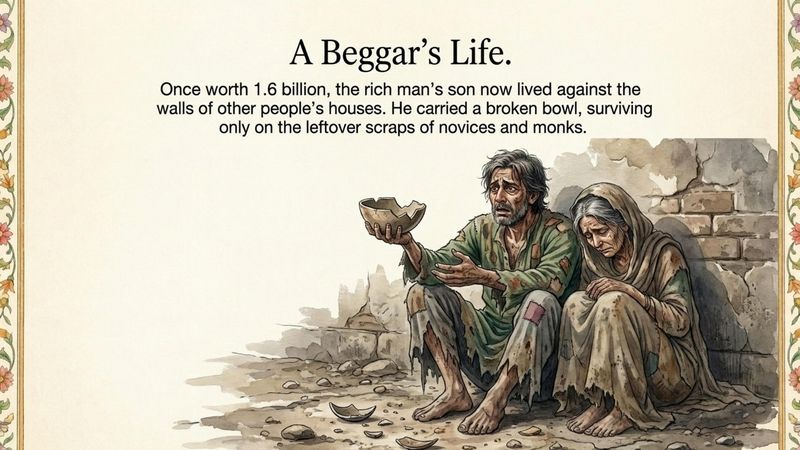 A Beggar’s Life.
Once worth 1.6 billion, the rich man’s son now lived against the
walls of other people’s houses. He carried a broken bowl, surviving
only on the leftover scraps of novices and monks.